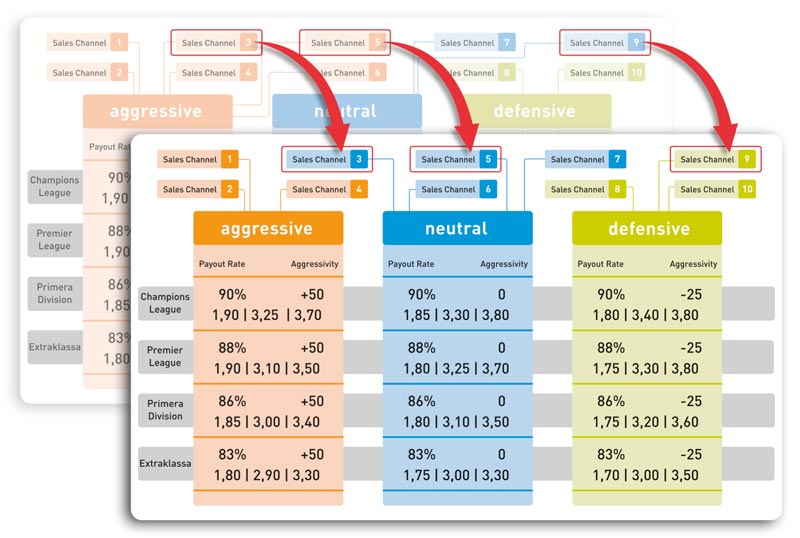 Sales Channel 1
Sales Channel 3
Sales Channel 5
Sales Channel 7
Sales Channel 9
Sales Channel 2
Sales Channel 4
Sales Channel 6
Sales Channel 8
Sales Channel 10
aggressive
neutral
defensive
Payout Rat
Champions
League
90%
1,90
Premier
League
88%
1,90
Primera
Division
86%
1,85
Extraklassa
83%
1,80
Sales Channel 1
Sales Channel 3
Sales Channel 5
Sales Channel 7
Sales Channel 9
Sales Channel 2
Sales Channel 4
Sales Channel 6
Sales Channel 8
Sales Channel 10
aggressive
neutral
defensive
Payout Rate Aggressivity
Payout Rate Aggressivity
Payout Rate Aggressivity
Champions
League
90% +50
1,90 | 3,25 | 3,70
90% 0
1,85 | 3,30 | 3,80
90% -25
1,80 | 3,40 | 3,80
Premier
League
88% +50
1,90 | 3,10 | 3,50
88% 0
1,80 | 3,25 | 3,70
88% -25
1,75 | 3,30 | 3,80
Primera
Division
86% +50
1,85 | 3,00 | 3,40
86% 0
1,80 | 3,10 | 3,50
86% -25
1,75 | 3,20 | 3,60
Extraklassa
83% +50
1,80 | 2,90 | 3,30
83% 0
1,75 | 3,00 | 3,30
83% -25
1,70 | 3,00 | 3,50